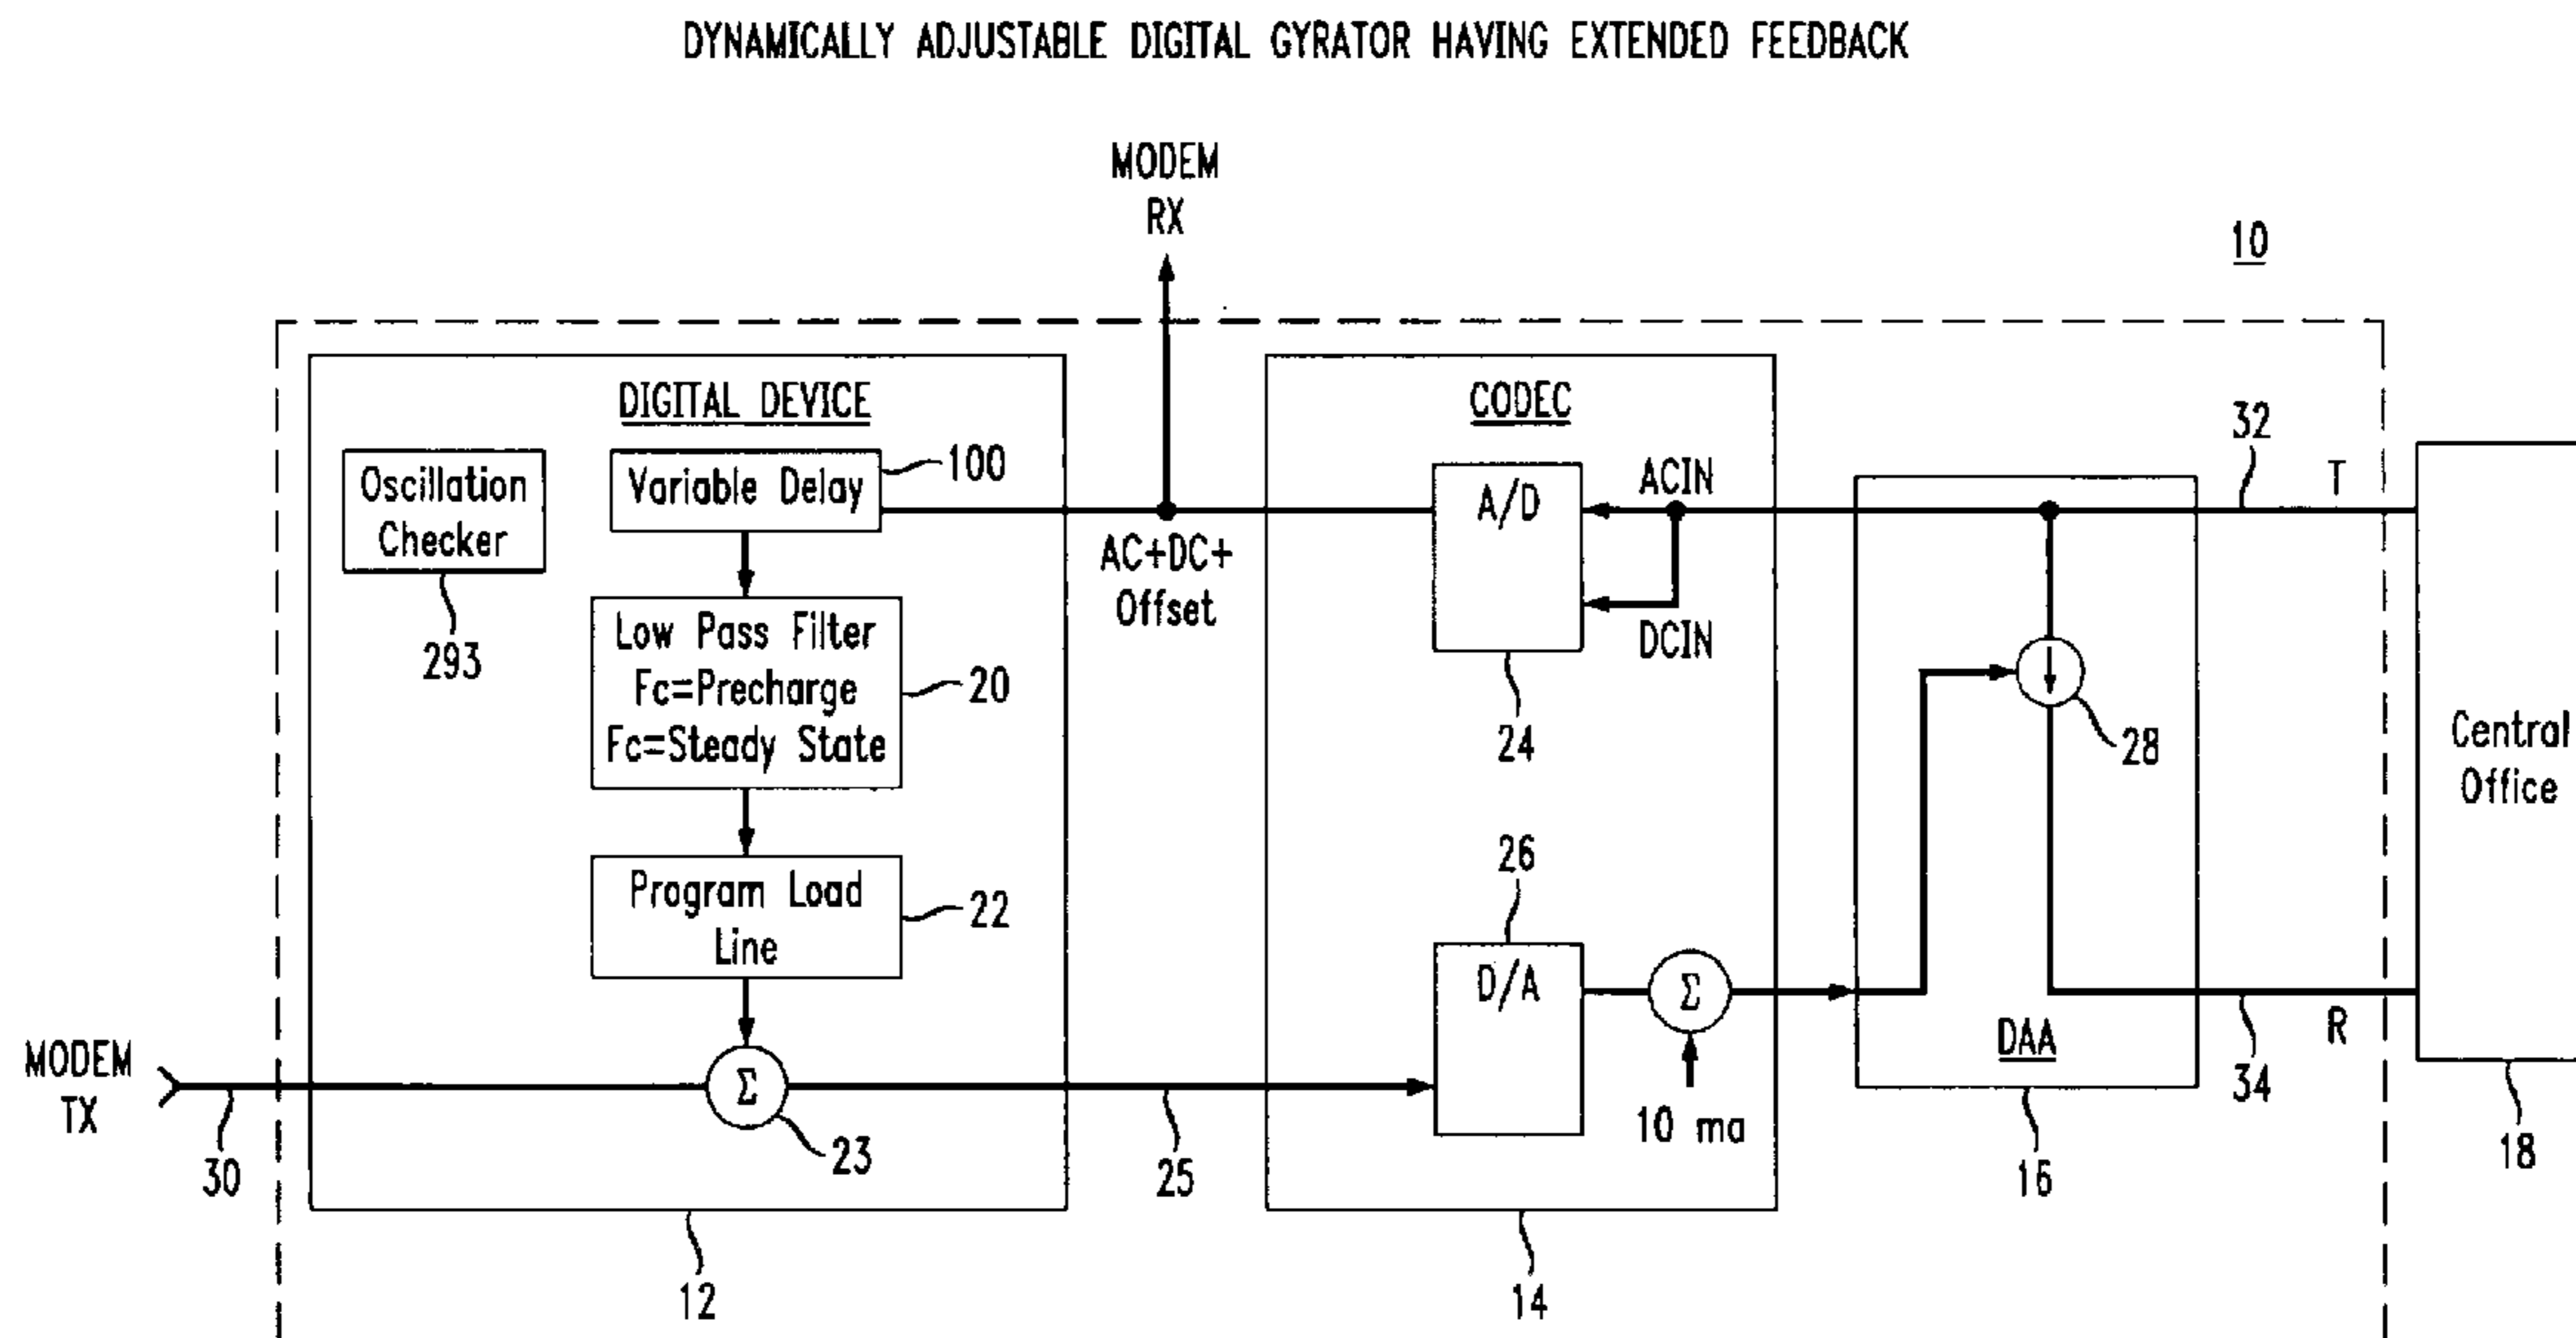 DYNAMICALLY ADJUSTABLE DIGITAL GYRATOR HAVING EXTENDED FEEDBACK
MODEM
RX
10
DIGITAL DEVICE
Oscillation
Checker
293
Variable Delay
100
Low Pass Filter
Fc=Precharge
Fc=Steady State
20
Program Load
Line
22
Σ
23
MODEM
TX
30
12
AC+DC+
Offset
25
CODEC
A/D
24
ACIN
DCIN
26
D/A
Σ
10 ma
14
28
DAA
16
32
T
R
34
Central
Office
18